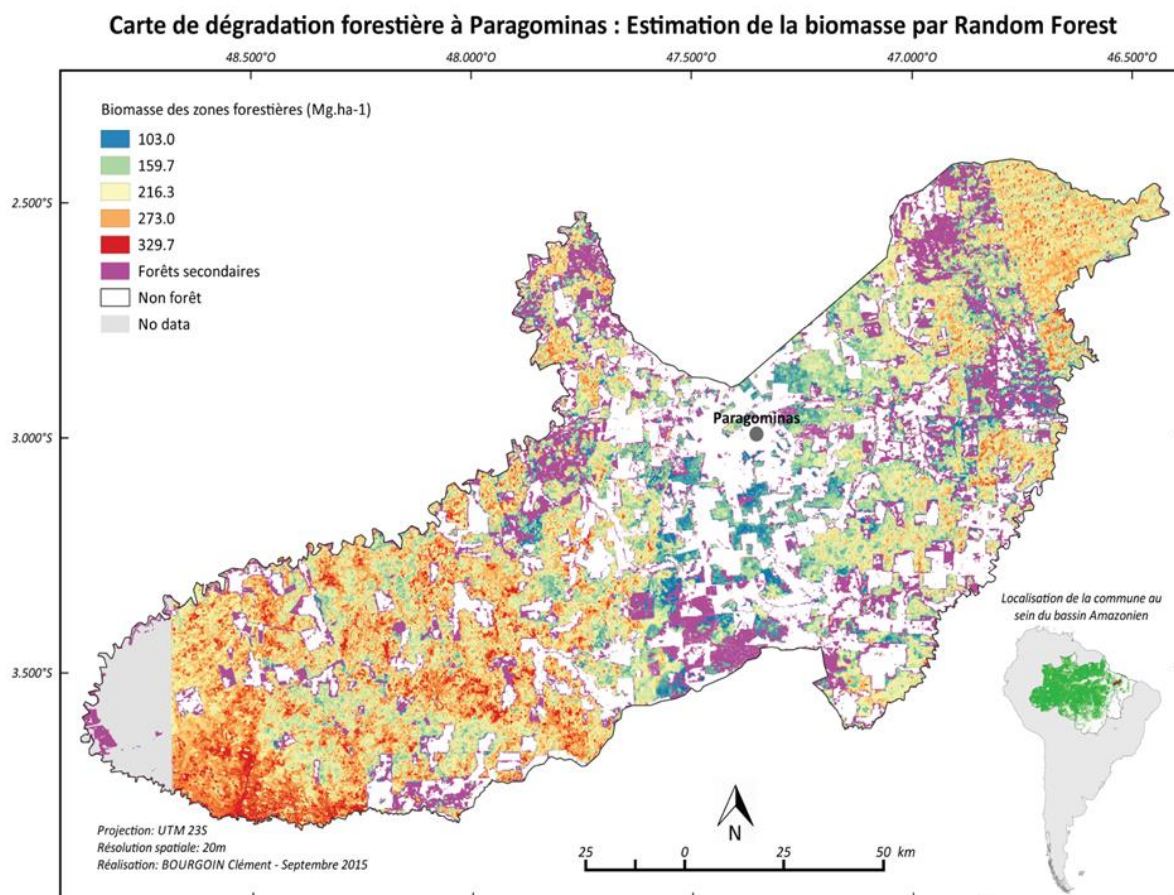 Carte de dégradation forestière à Paragominas : Estimation de la biomasse par Random Forest
48.500°O 48.000°O 47.500°O 47.000°O 46.500°O
Biomasse des zones forestières (Mg.ha-1)
103.0
159.7
216.3
273.0
329.7
Forêts secondaires
Non forêt
No data
2.500°S
3.000°S
3.500°S
Paragominas
Localisation de la commune au
sein du bassin Amazonien
Projection: UTM 23S
Résolution spatiale: 20m
Réalisation: BOURGOIN Clément - Septembre 2015
N
25 0 25 50 km